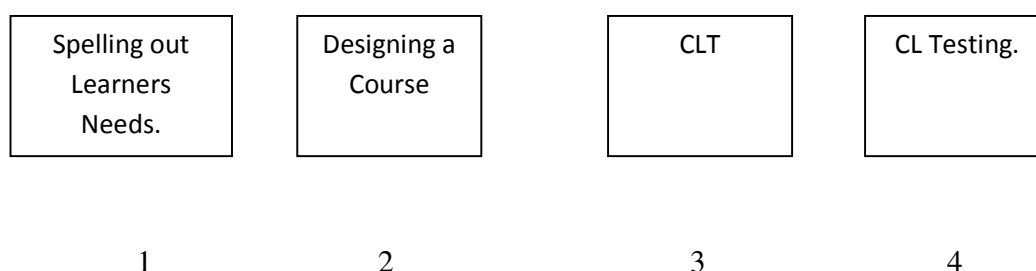 Spelling out
Learners
Needs.
Designing a
Course
CLT
CL Testing.
1 2 3 4